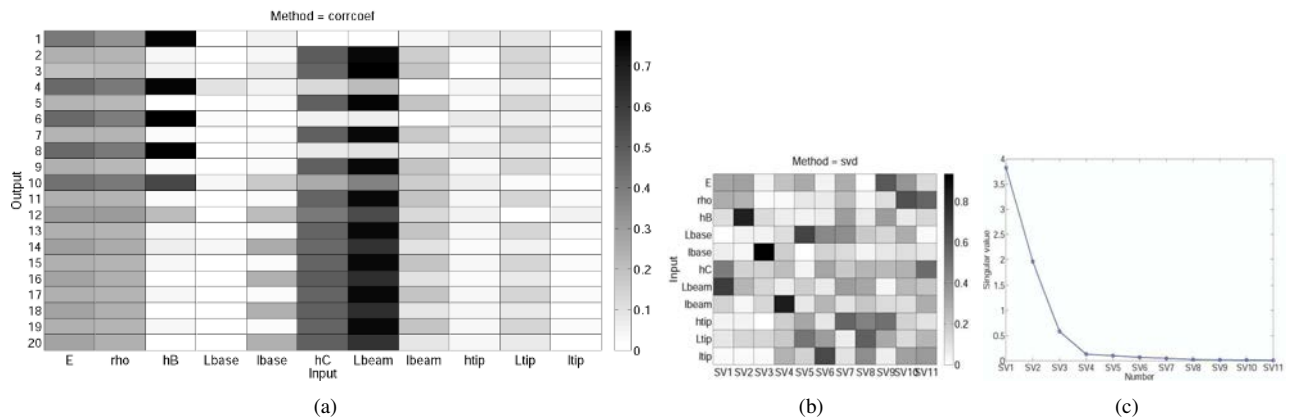 Method = corrcoef
Output
1
2
3
4
5
6
7
8
9
10
11
12
13
14
15
16
17
18
19
20
E rho hB Lbase lbase hC Lbeam lbeam htip Ltip ltip
Input
0.7
0.6
0.5
0.4
0.3
0.2
0.1
0
(a)
Method = svd
Input
E
rho
hB
Lbase
lbase
hC
Lbeam
lbeam
htip
Ltip
ltip
SV1 SV2 SV3 SV4 SV5 SV6 SV7 SV8 SV9 SV10 SV11
0.8
0.6
0.4
0.2
0
(b)
Singular value
4
3.5
3
2.5
2
1.5
1
0.5
0
SV1 SV2 SV3 SV4 SV5 SV6 SV7 SV8 SV9 SV10 SV11
Number
(c)